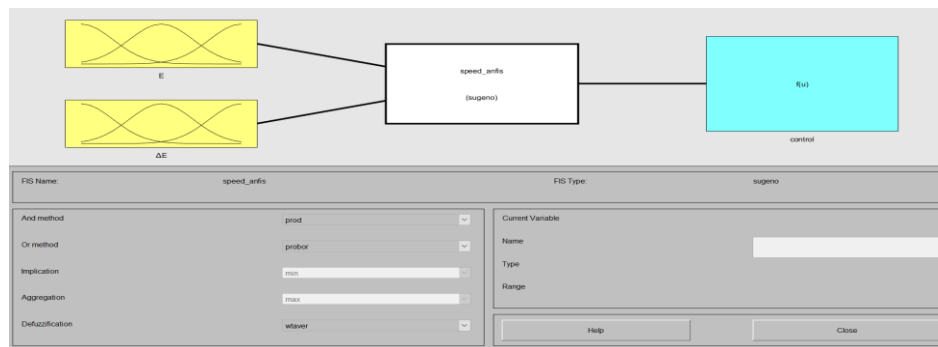 E
ΔE
speed_anfis
(sugeno)
f(u)
control
FIS Name: speed_anfis FIS Type: sugeno
And method prod
Or method probor
Implication min
Aggregation max
Defuzzification wtaver
Current Variable
Name
Type
Range
Help Close